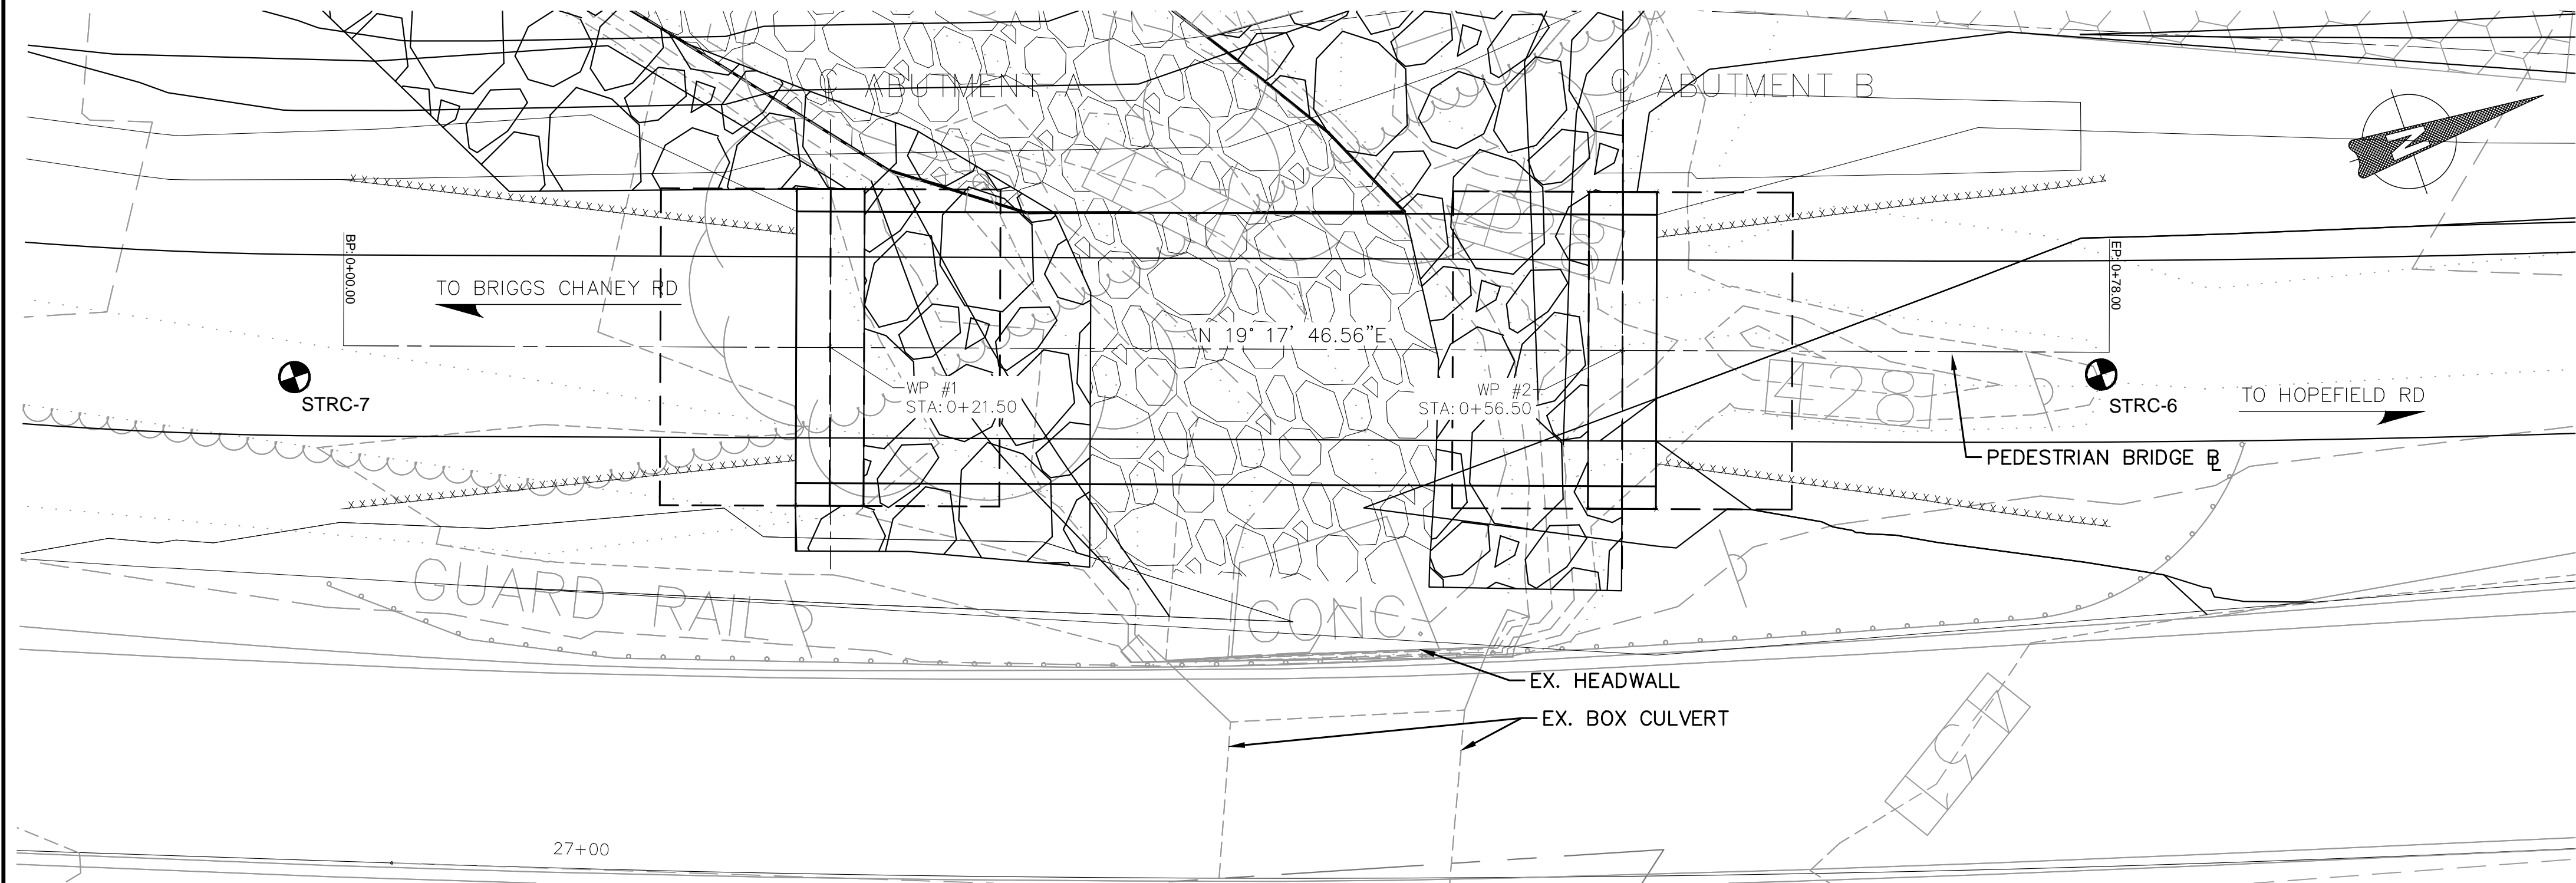 ℄ ABUTMENT A
℄ ABUTMENT B
N
BP: 0+00.00
EP: 0+78.00
TO BRIGGS CHANEY RD
N 19° 17' 46.56"E
WP #1
STA: 0+21.50
WP #2
STA: 0+56.50
428
STRC-7
STRC-6
TO HOPEFIELD RD
PEDESTRIAN BRIDGE BL
GUARD RAIL
CONC.
EX. HEADWALL
EX. BOX CULVERT
27+00